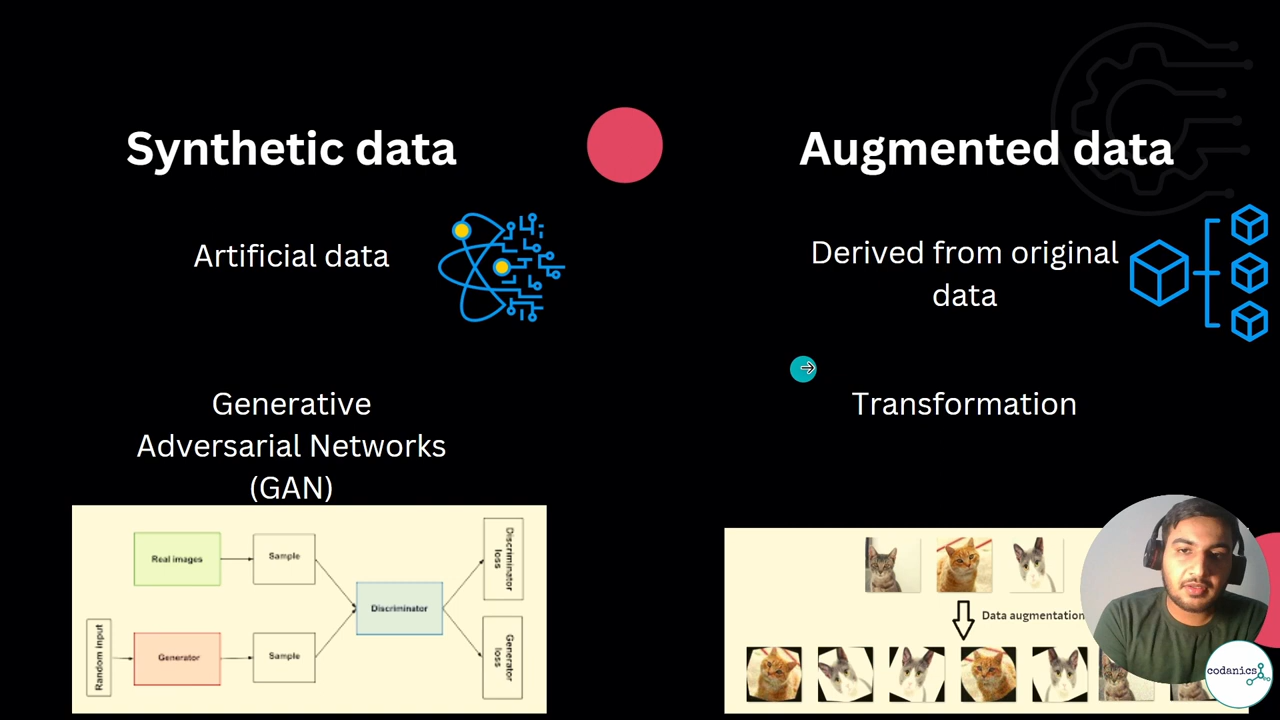 Synthetic data
Artificial data
Generative
Adversarial Networks
(GAN)
Real images
Sample
Discriminator
Discriminator
loss
Random input
Generator
Sample
Generator
loss
Augmented data
Derived from original
data
Transformation
Data augmentation
codanics